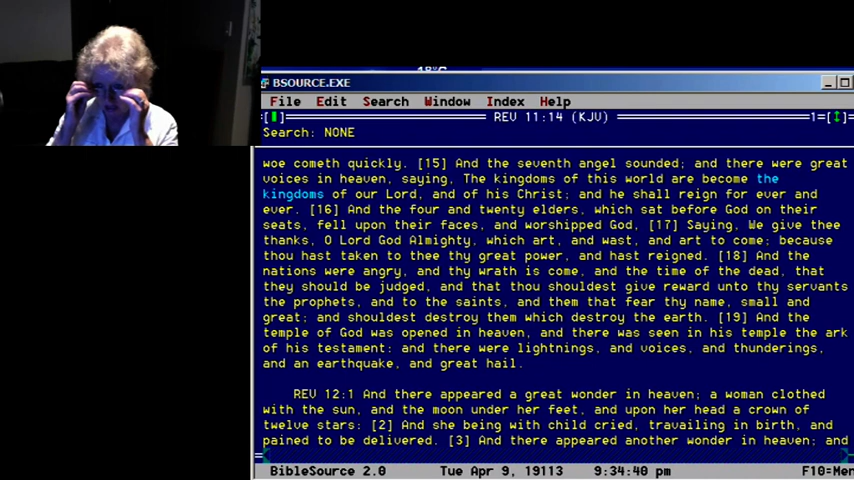 18°C
BSOURCE.EXE
File Edit Search Window Index Help
REV 11:14 (KJV) 1=[↕]
Search: NONE
woe cometh quickly. [15] And the seventh angel sounded; and there were great
voices in heaven, saying, The kingdoms of this world are become the
kingdoms of our Lord, and of his Christ; and he shall reign for ever and
ever. [16] And the four and twenty elders, which sat before God on their
seats, fell upon their faces, and worshipped God, [17] Saying, We give thee
thanks, O Lord God Almighty, which art, and wast, and art to come; because
thou hast taken to thee thy great power, and hast reigned. [18] And the
nations were angry, and thy wrath is come, and the time of the dead, that
they should be judged, and that thou shouldest give reward unto thy servants
the prophets, and to the saints, and them that fear thy name, small and
great; and shouldest destroy them which destroy the earth. [19] And the
temple of God was opened in heaven, and there was seen in his temple the ark
of his testament: and there were lightnings, and voices, and thunderings,
and an earthquake, and great hail.
REV 12:1 And there appeared a great wonder in heaven; a woman clothed
with the sun, and the moon under her feet, and upon her head a crown of
twelve stars: [2] And she being with child cried, travailing in birth, and
pained to be delivered. [3] And there appeared another wonder in heaven; and
BibleSource 2.0 Tue Apr 9, 19113 9:34:40 pm F10=Men